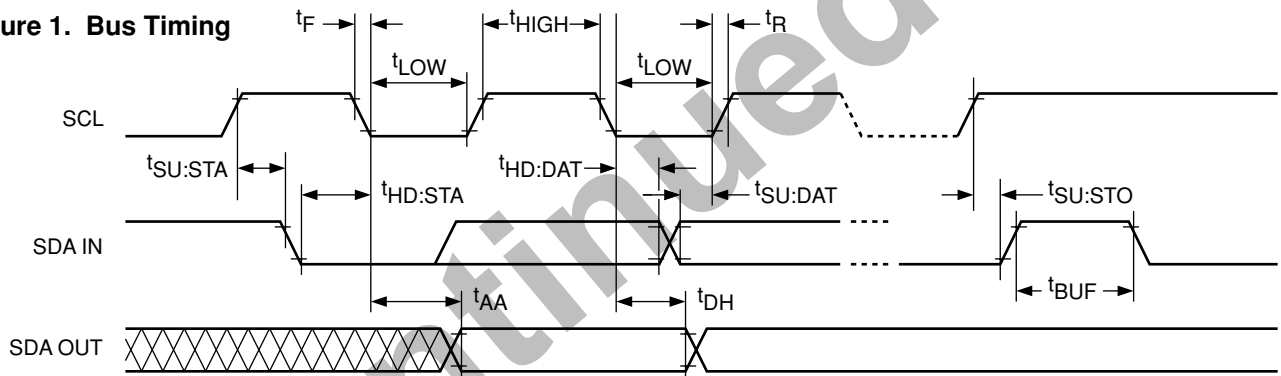 ure 1. Bus Timing
tF
tHIGH
tR
tLOW
tLOW
SCL
tSU:STA
tHD:STA
tHD:DAT
tSU:DAT
tSU:STO
SDA IN
tBUF
tAA
tDH
SDA OUT
ntinued